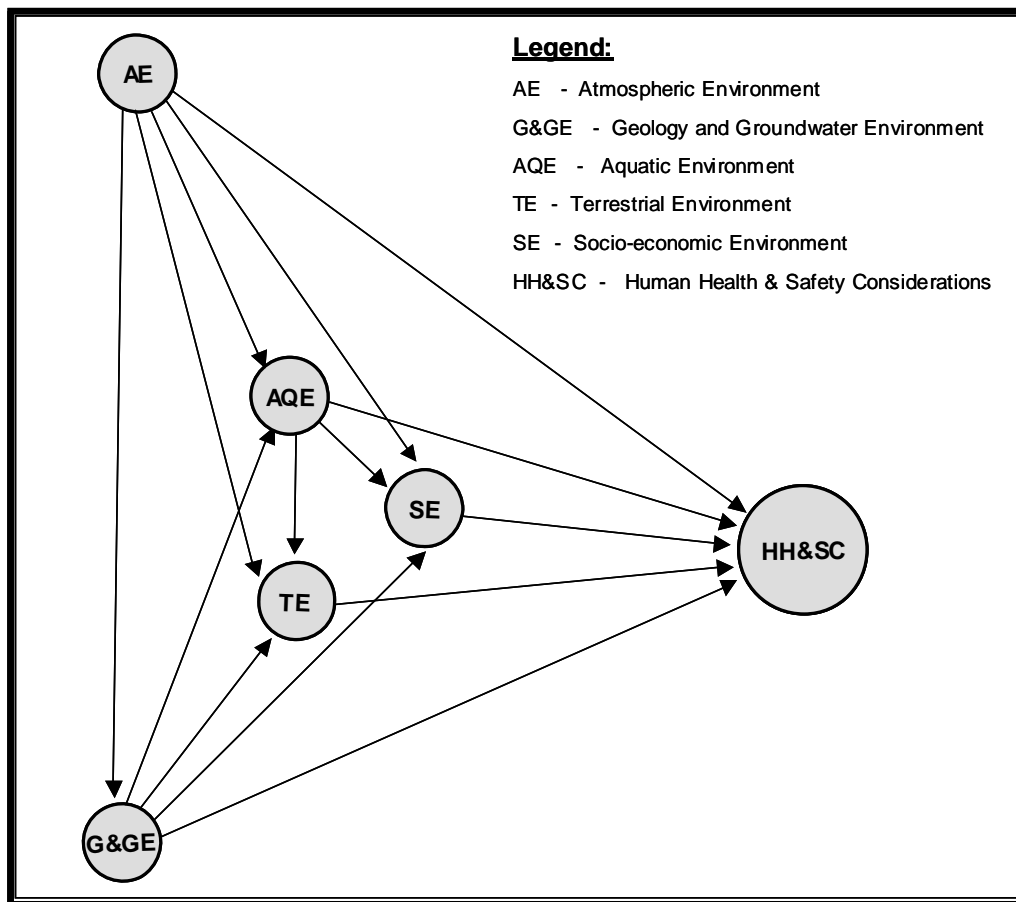 Legend:
AE - Atmospheric Environment
G&GE - Geology and Groundwater Environment
AQE - Aquatic Environment
TE - Terrestrial Environment
SE - Socio-economic Environment
HH&SC - Human Health & Safety Considerations
AE
AQE
SE
HH&SC
TE
G&GE